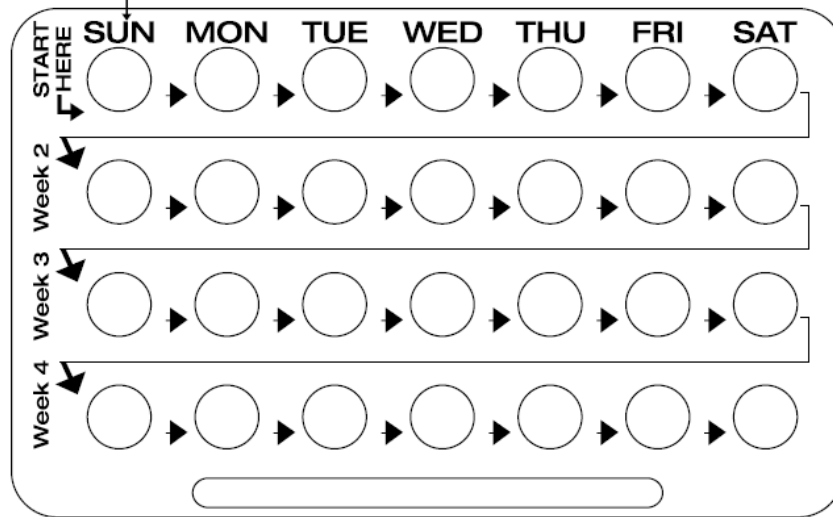 START
HERE
SUN MON TUE WED THU FRI SAT
Week 2
Week 3
Week 4